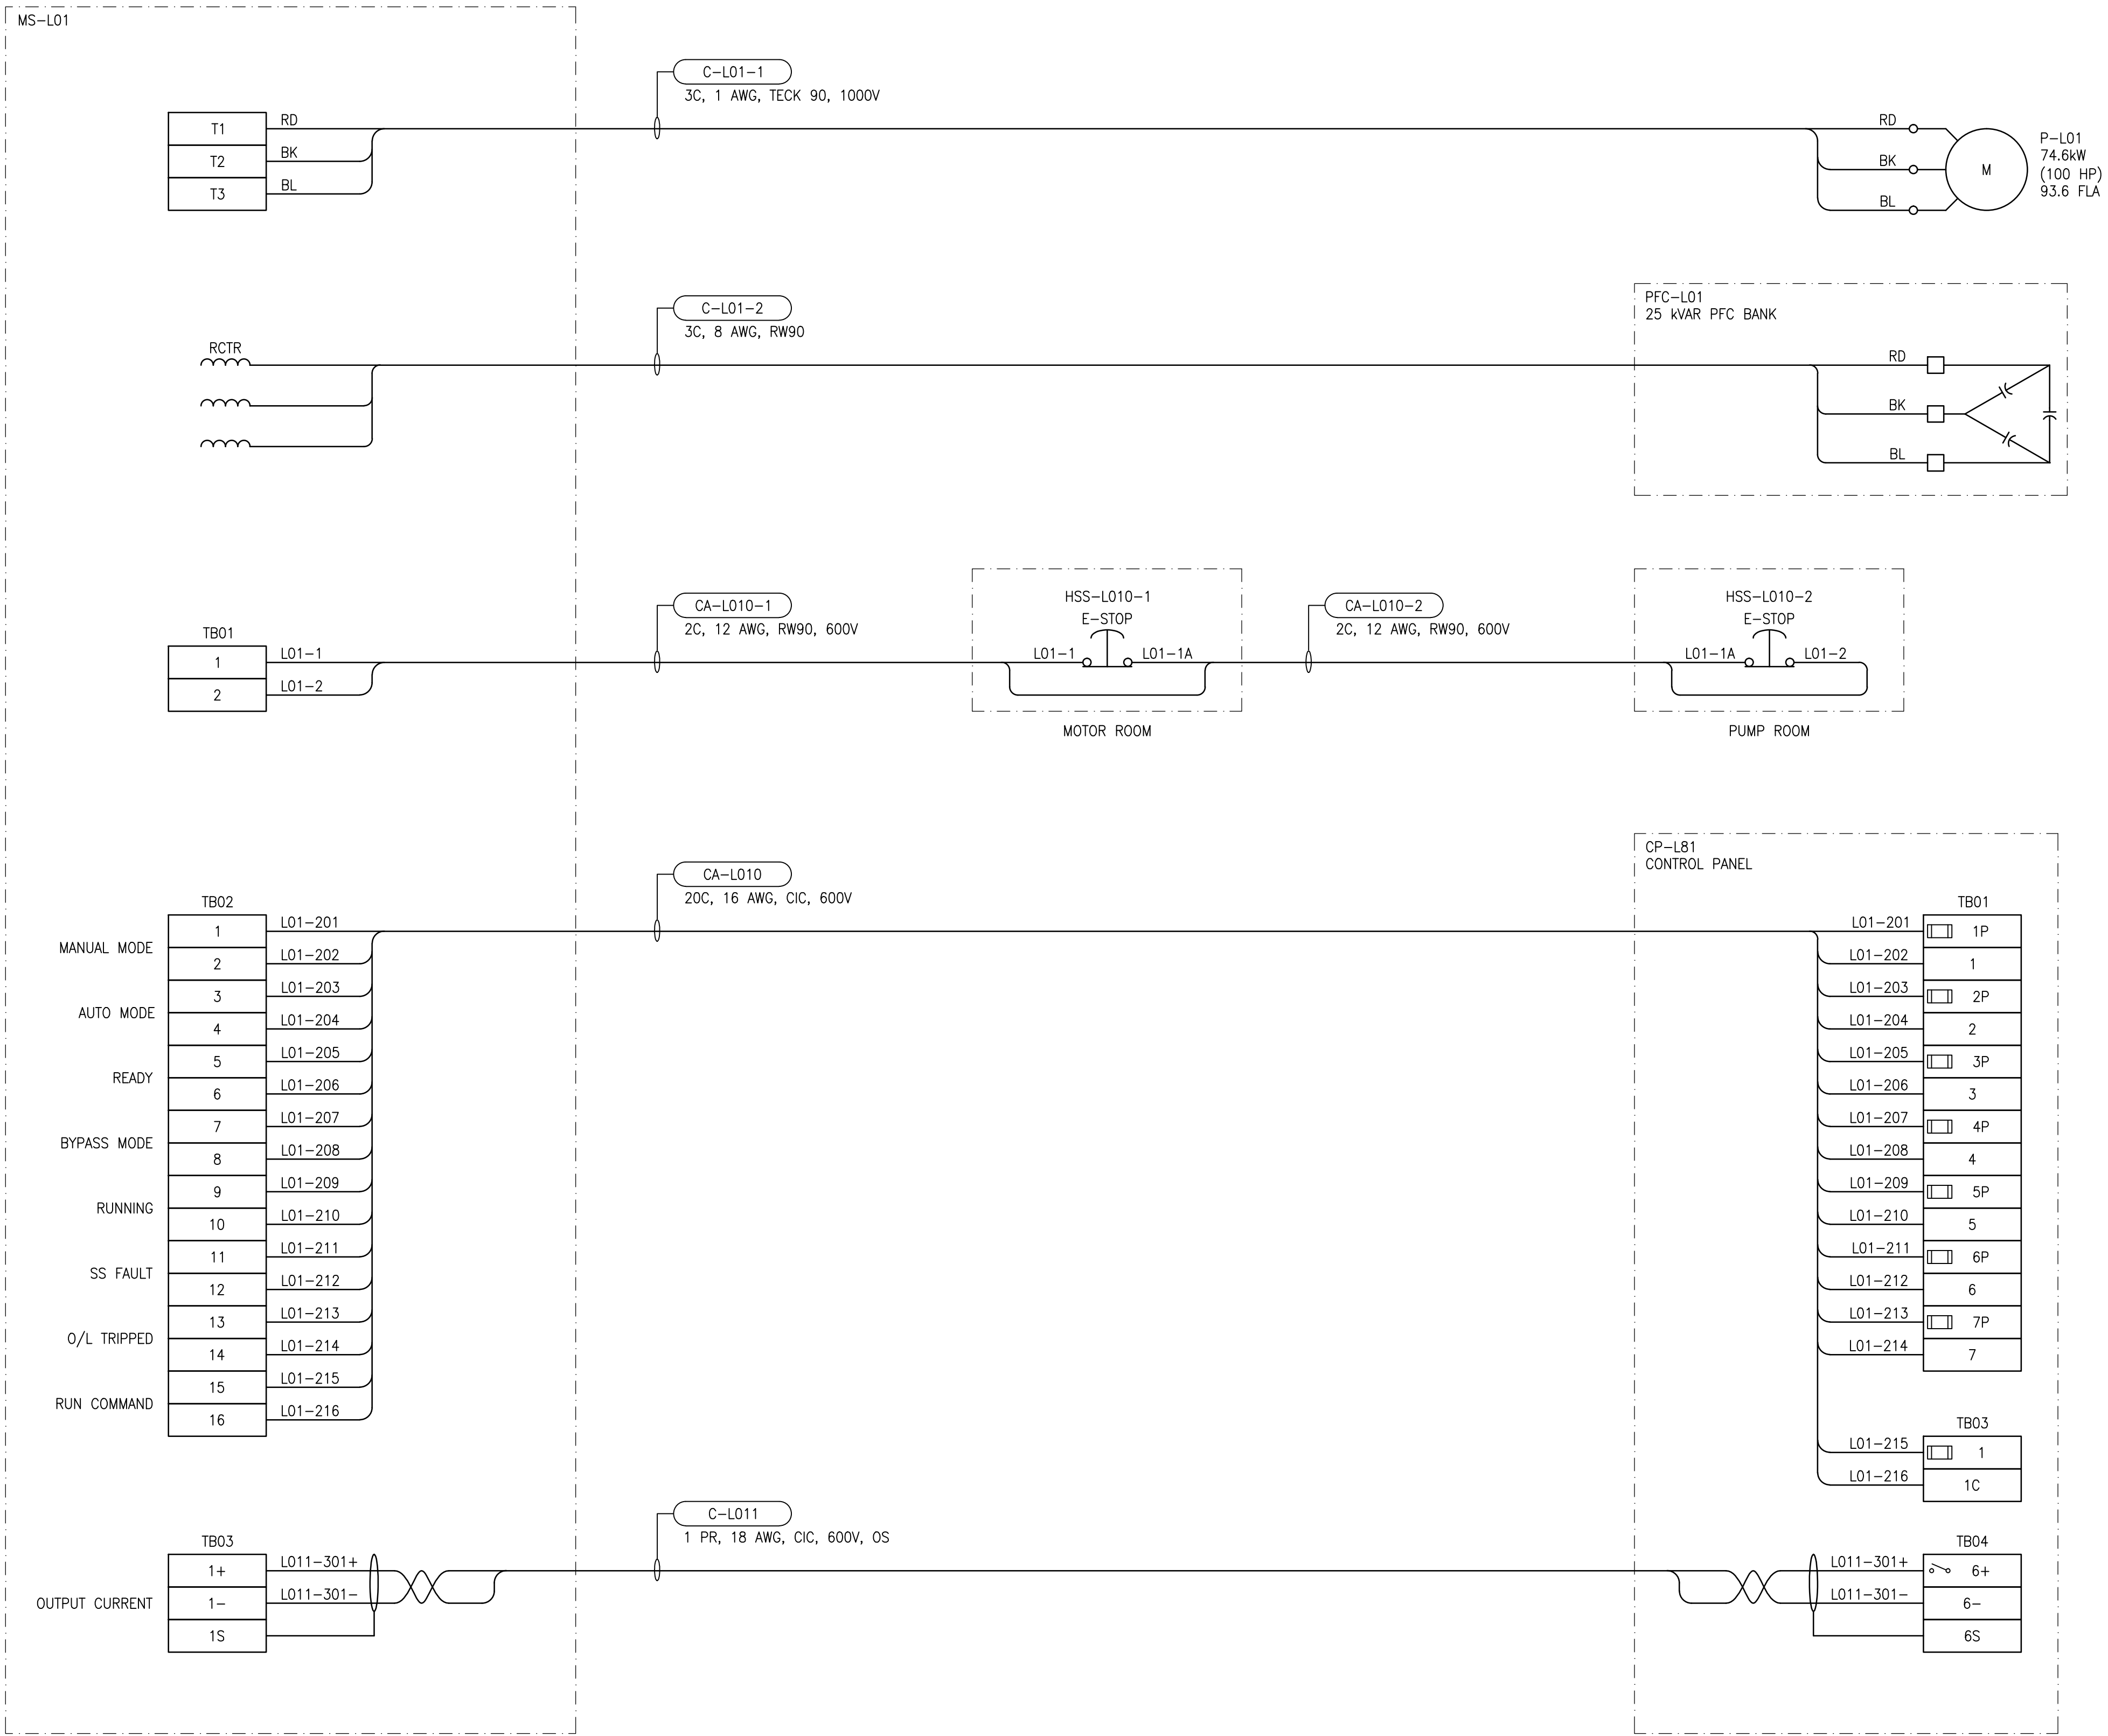 MS-L01
C-L01-1
3C, 1 AWG, TECK 90, 1000V
T1
RD
T2
BK
T3
BL
RD
BK
BL
M
P-L01
74.6kW
(100 HP)
93.6 FLA
C-L01-2
3C, 8 AWG, RW90
RCTR
PFC-L01
25 kVAR PFC BANK
RD
BK
BL
TB01
1
L01-1
2
L01-2
CA-L010-1
2C, 12 AWG, RW90, 600V
HSS-L010-1
E-STOP
L01-1
L01-1A
MOTOR ROOM
CA-L010-2
2C, 12 AWG, RW90, 600V
HSS-L010-2
E-STOP
L01-1A
L01-2
PUMP ROOM
CA-L010
20C, 16 AWG, CIC, 600V
TB02
MANUAL MODE
1
L01-201
2
L01-202
AUTO MODE
3
L01-203
4
L01-204
READY
5
L01-205
6
L01-206
BYPASS MODE
7
L01-207
8
L01-208
RUNNING
9
L01-209
10
L01-210
SS FAULT
11
L01-211
12
L01-212
O/L TRIPPED
13
L01-213
14
L01-214
RUN COMMAND
15
L01-215
16
L01-216
CP-L81
CONTROL PANEL
TB01
L01-201
1P
L01-202
1
L01-203
2P
L01-204
2
L01-205
3P
L01-206
3
L01-207
4P
L01-208
4
L01-209
5P
L01-210
5
L01-211
6P
L01-212
6
L01-213
7P
L01-214
7
TB03
L01-215
1
L01-216
1C
C-L011
1 PR, 18 AWG, CIC, 600V, OS
TB03
OUTPUT CURRENT
1+
L011-301+
1-
L011-301-
1S
TB04
L011-301+
6+
L011-301-
6-
6S